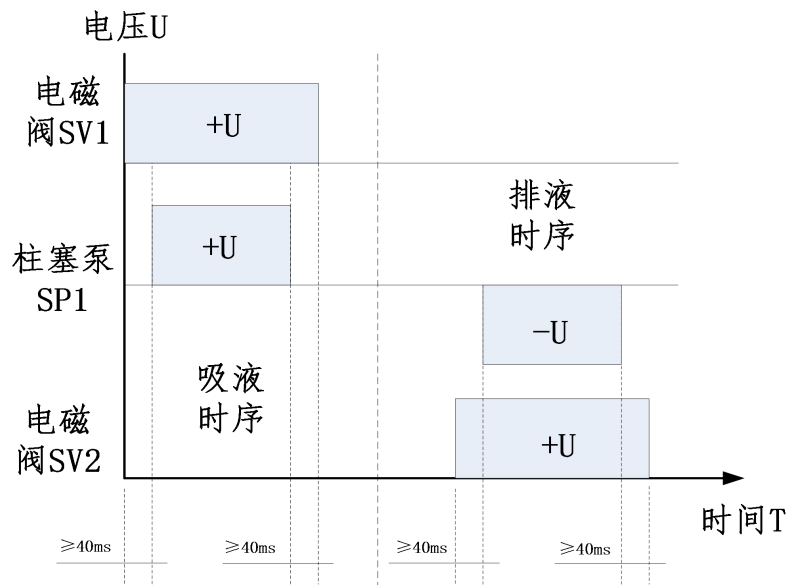 电压U
电磁
阀SV1
+U
排液
时序
柱塞泵
SP1
+U
-U
吸液
时序
电磁
阀SV2
+U
时间T
≥40ms
≥40ms
≥40ms
≥40ms